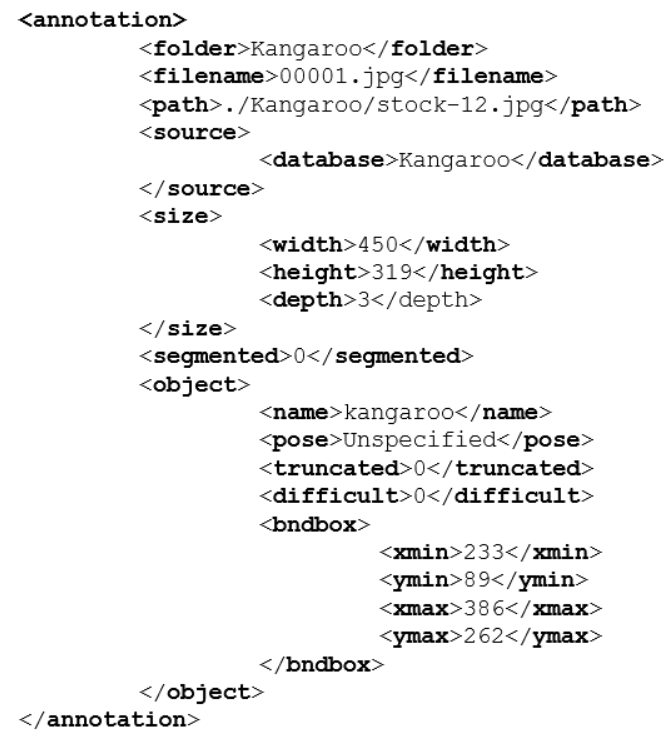 <annotation>
<folder>Kangaroo</folder>
<filename>00001.jpg</filename>
<path>./Kangaroo/stock-12.jpg</path>
<source>
<database>Kangaroo</database>
</source>
<size>
<width>450</width>
<height>319</height>
<depth>3</depth>
</size>
<segmented>0</segmented>
<object>
<name>kangaroo</name>
<pose>Unspecified</pose>
<truncated>0</truncated>
<difficult>0</difficult>
<bndbox>
<xmin>233</xmin>
<ymin>89</ymin>
<xmax>386</xmax>
<ymax>262</ymax>
</bndbox>
</object>
</annotation>